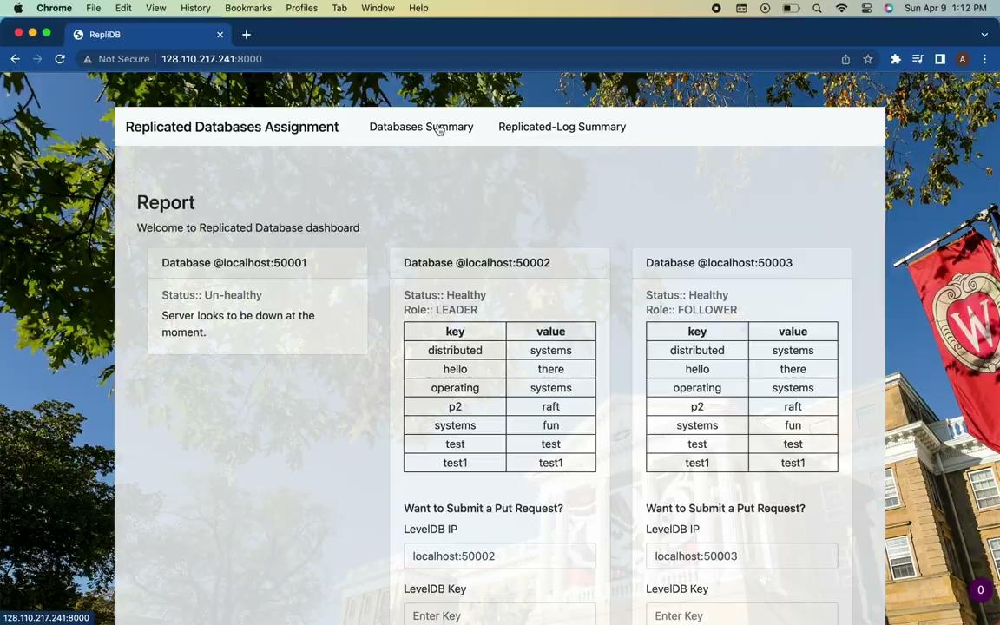 Chrome File Edit View History Bookmarks Profiles Tab Window Help Sun Apr 9 1:12 PM
RepliDB
Not Secure 128.110.217.241:8000 A
Replicated Databases Assignment Databases Summary Replicated-Log Summary
Report
Welcome to Replicated Database dashboard
Database @localhost:50001
Status:: Un-healthy
Server looks to be down at the
moment.
Database @localhost:50002
Status:: Healthy
Role:: LEADER
key value
distributed systems
hello there
operating systems
p2 raft
systems fun
test test
test1 test1
Want to Submit a Put Request?
LevelDB IP
localhost:50002
LevelDB Key
Enter Key
Database @localhost:50003
Status:: Healthy
Role:: FOLLOWER
key value
distributed systems
hello there
operating systems
p2 raft
systems fun
test test
test1 test1
Want to Submit a Put Request?
LevelDB IP
localhost:50003
LevelDB Key
Enter Key
W
0
128.110.217.241:8000